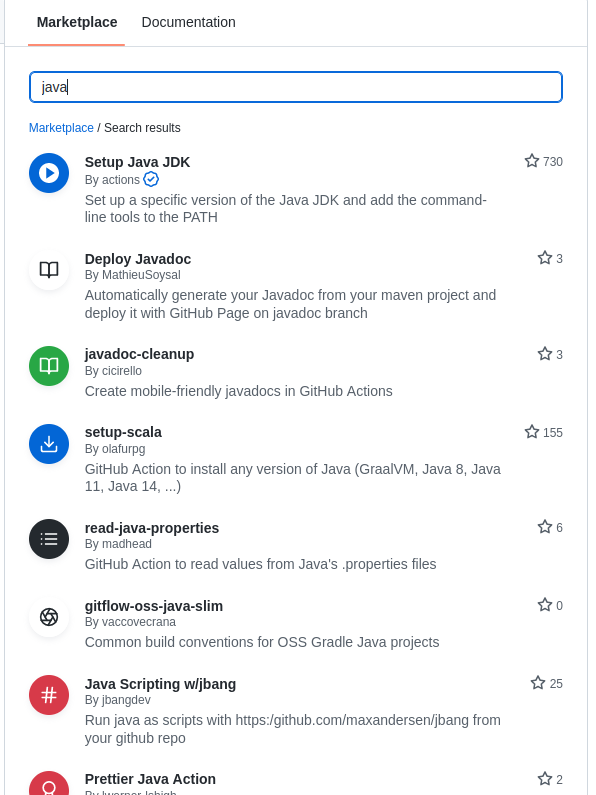 Marketplace Documentation
java
Marketplace / Search results
Setup Java JDK 730
By actions
Set up a specific version of the Java JDK and add the command-
line tools to the PATH
Deploy Javadoc 3
By MathieuSoysal
Automatically generate your Javadoc from your maven project and
deploy it with GitHub Page on javadoc branch
javadoc-cleanup 3
By cicirello
Create mobile-friendly javadocs in GitHub Actions
setup-scala 155
By olafurpg
GitHub Action to install any version of Java (GraalVM, Java 8, Java
11, Java 14, ...)
read-java-properties 6
By madhead
GitHub Action to read values from Java's .properties files
gitflow-oss-java-slim 0
By vaccovecrana
Common build conventions for OSS Gradle Java projects
Java Scripting w/jbang 25
By jbangdev
Run java as scripts with https:/github.com/maxandersen/jbang from
your github repo
Prettier Java Action 2
By